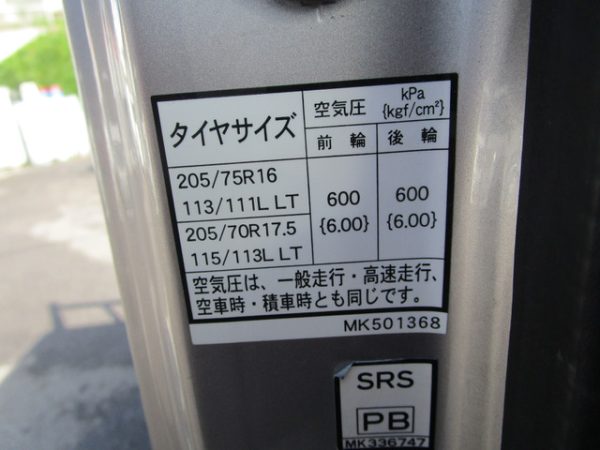 タイヤサイズ 空気圧 kPa {kgf/cm²}
前輪 後輪
205/75R16
113/111L LT
600 {6.00} 600 {6.00}
205/70R17.5
115/113L LT
空気圧は、一般走行・高速走行、
空車時・積車時とも同じです。
MK501368
SRS
PB
MK336747